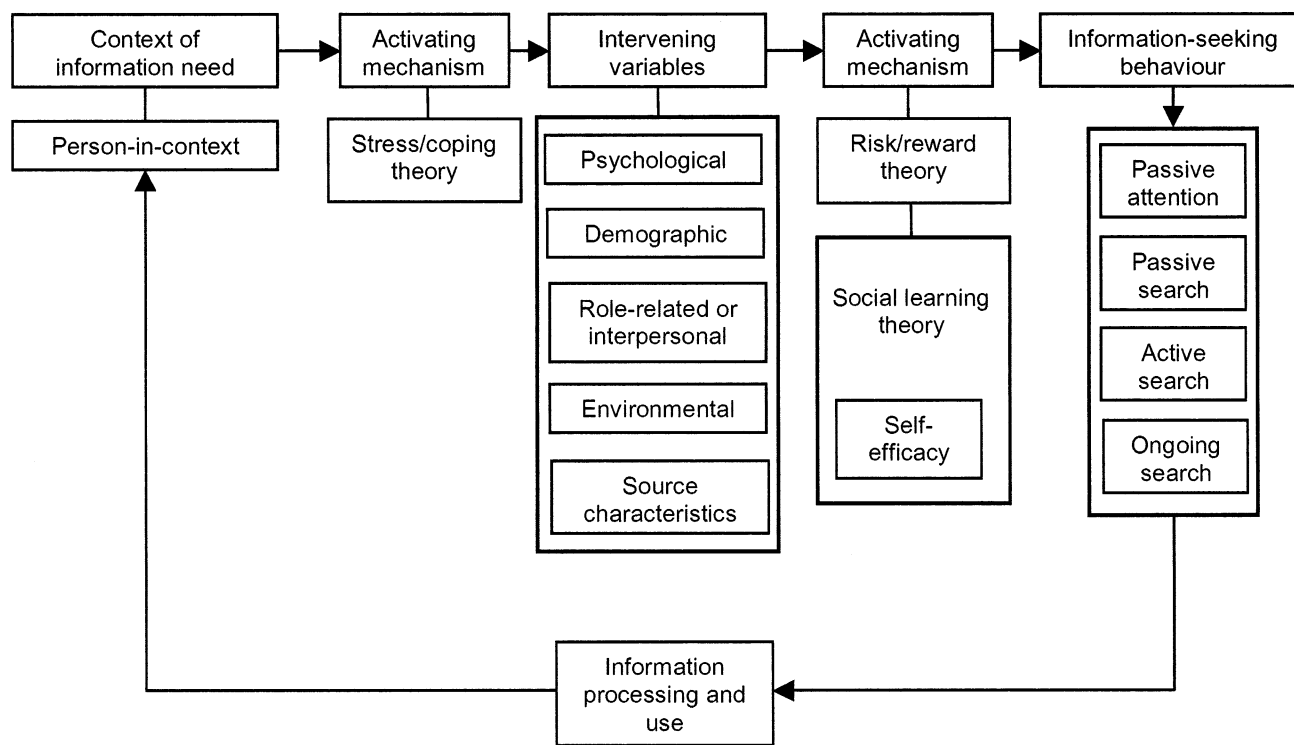 Context of
information need
Activating
mechanism
Intervening
variables
Activating
mechanism
Information-seeking
behaviour
Person-in-context
Stress/coping
theory
Psychological
Demographic
Role-related or
interpersonal
Environmental
Source
characteristics
Risk/reward
theory
Social learning
theory
Self-
efficacy
Passive
attention
Passive
search
Active
search
Ongoing
search
Information
processing and
use